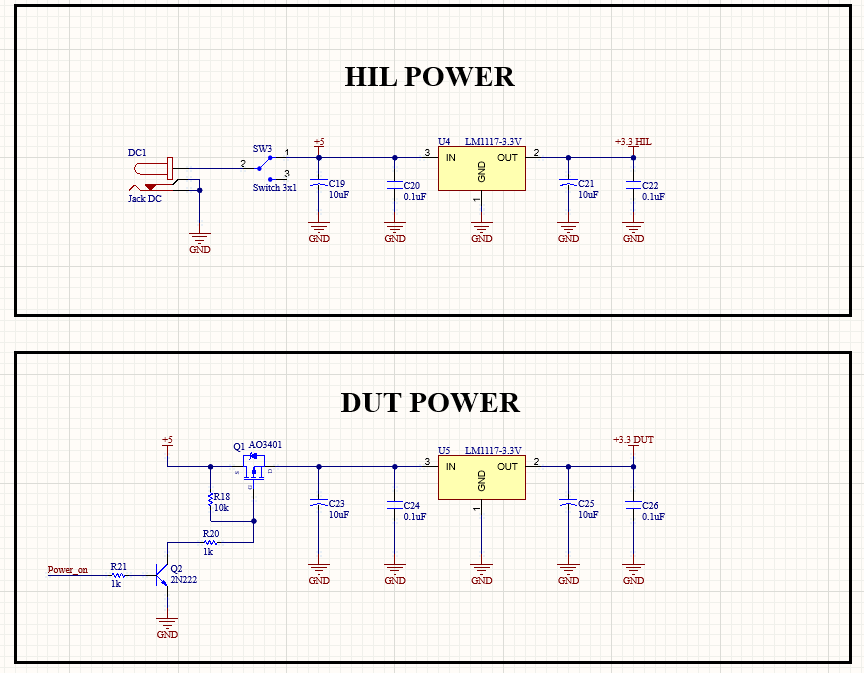 HIL POWER
DC1
Jack DC
GND
SW3
2
1
3
Switch 3x1
+5
C19
10uF
GND
C20
0.1uF
GND
U4
LM1117-3.3V
3
IN
OUT
2
GND
1
GND
C21
10uF
GND
+3.3 HIL
C22
0.1uF
GND
DUT POWER
+5
Q1
AO3401
S
D
G
R18
10k
R20
1k
Power_on
R21
1k
Q2
2N222
GND
C23
10uF
GND
C24
0.1uF
GND
U5
LM1117-3.3V
3
IN
OUT
2
GND
1
GND
C25
10uF
GND
+3.3 DUT
C26
0.1uF
GND